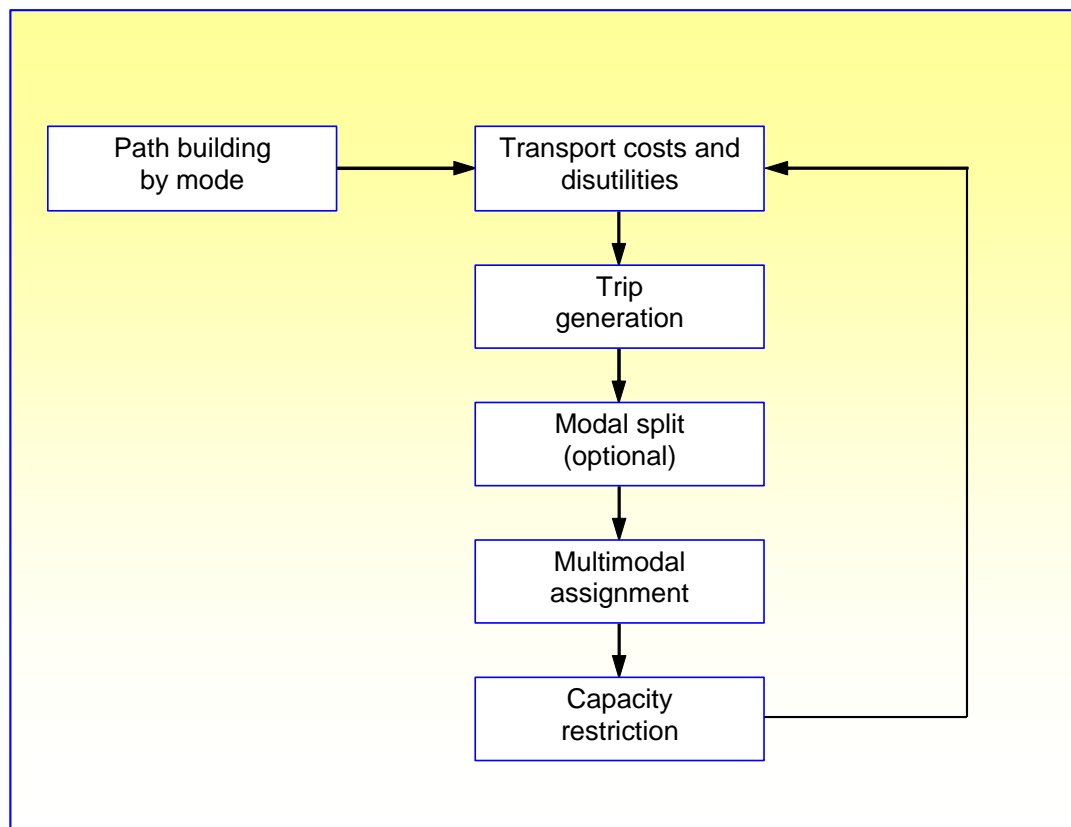 Path building
by mode
Transport costs and
disutilities
Trip
generation
Modal split
(optional)
Multimodal
assignment
Capacity
restriction